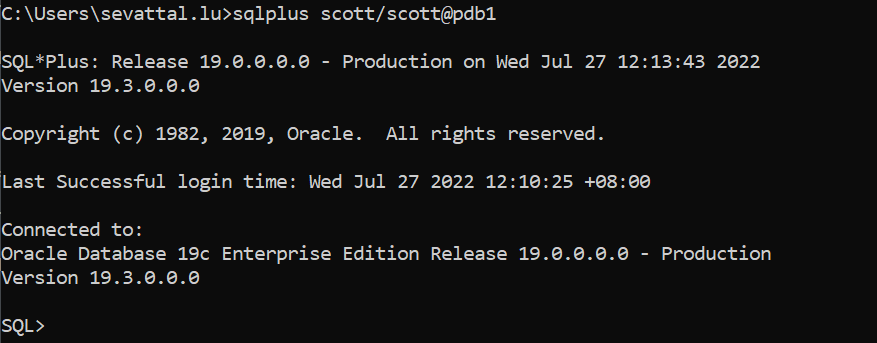 C:\Users\sevattal.lu>sqlplus scott/scott@pdb1
SQL*Plus: Release 19.0.0.0.0 - Production on Wed Jul 27 12:13:43 2022
Version 19.3.0.0.0
Copyright (c) 1982, 2019, Oracle.  All rights reserved.
Last Successful login time: Wed Jul 27 2022 12:10:25 +08:00
Connected to:
Oracle Database 19c Enterprise Edition Release 19.0.0.0.0 - Production
Version 19.3.0.0.0
SQL>